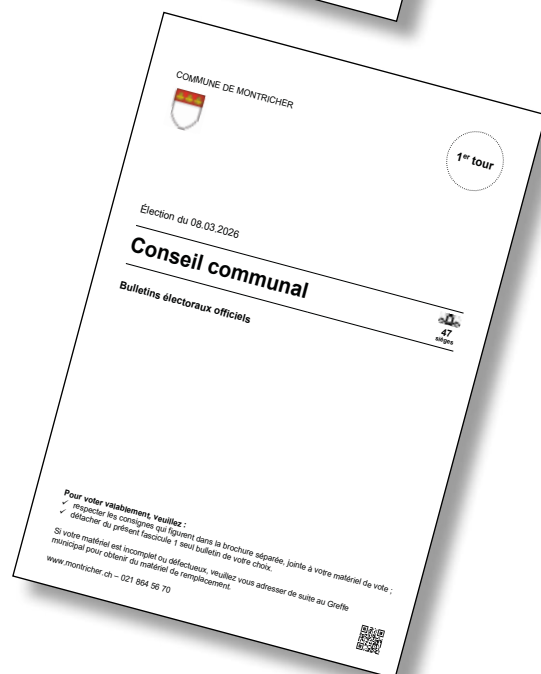 COMMUNE DE MONTRICHER
1er tour
Élection du 08.03.2026
Conseil communal
47
sièges
Bulletins électoraux officiels
Pour voter valablement, veuillez :
✓ respecter les consignes qui figurent dans la brochure séparée, jointe à votre matériel de vote ;
✓ détacher du présent fascicule 1 seul bulletin de votre choix.
Si votre matériel est incomplet ou défectueux, veuillez vous adresser de suite au Greffe
municipal pour obtenir du matériel de remplacement.
www.montricher.ch – 021 864 56 70